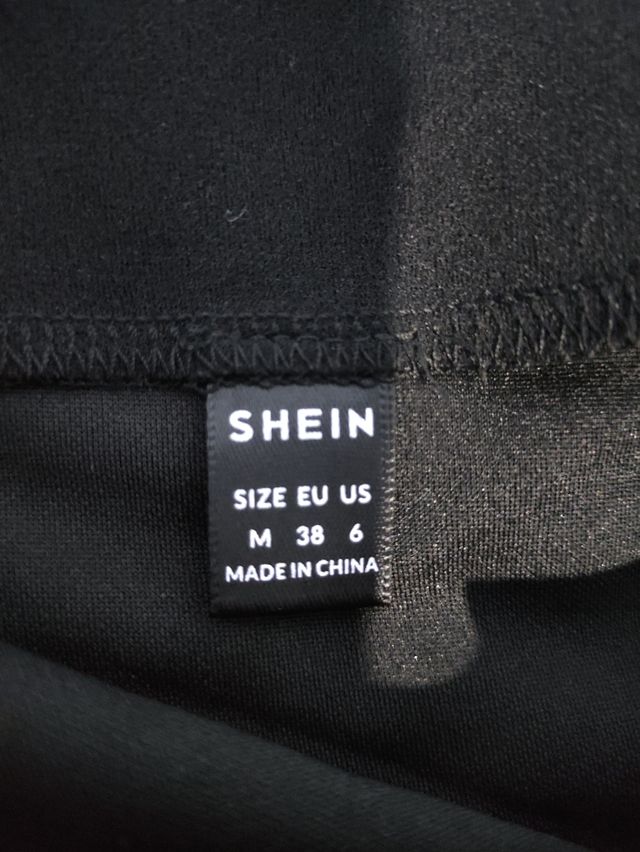 SHEIN
SIZE EU US
M 38 6
MADE IN CHINA